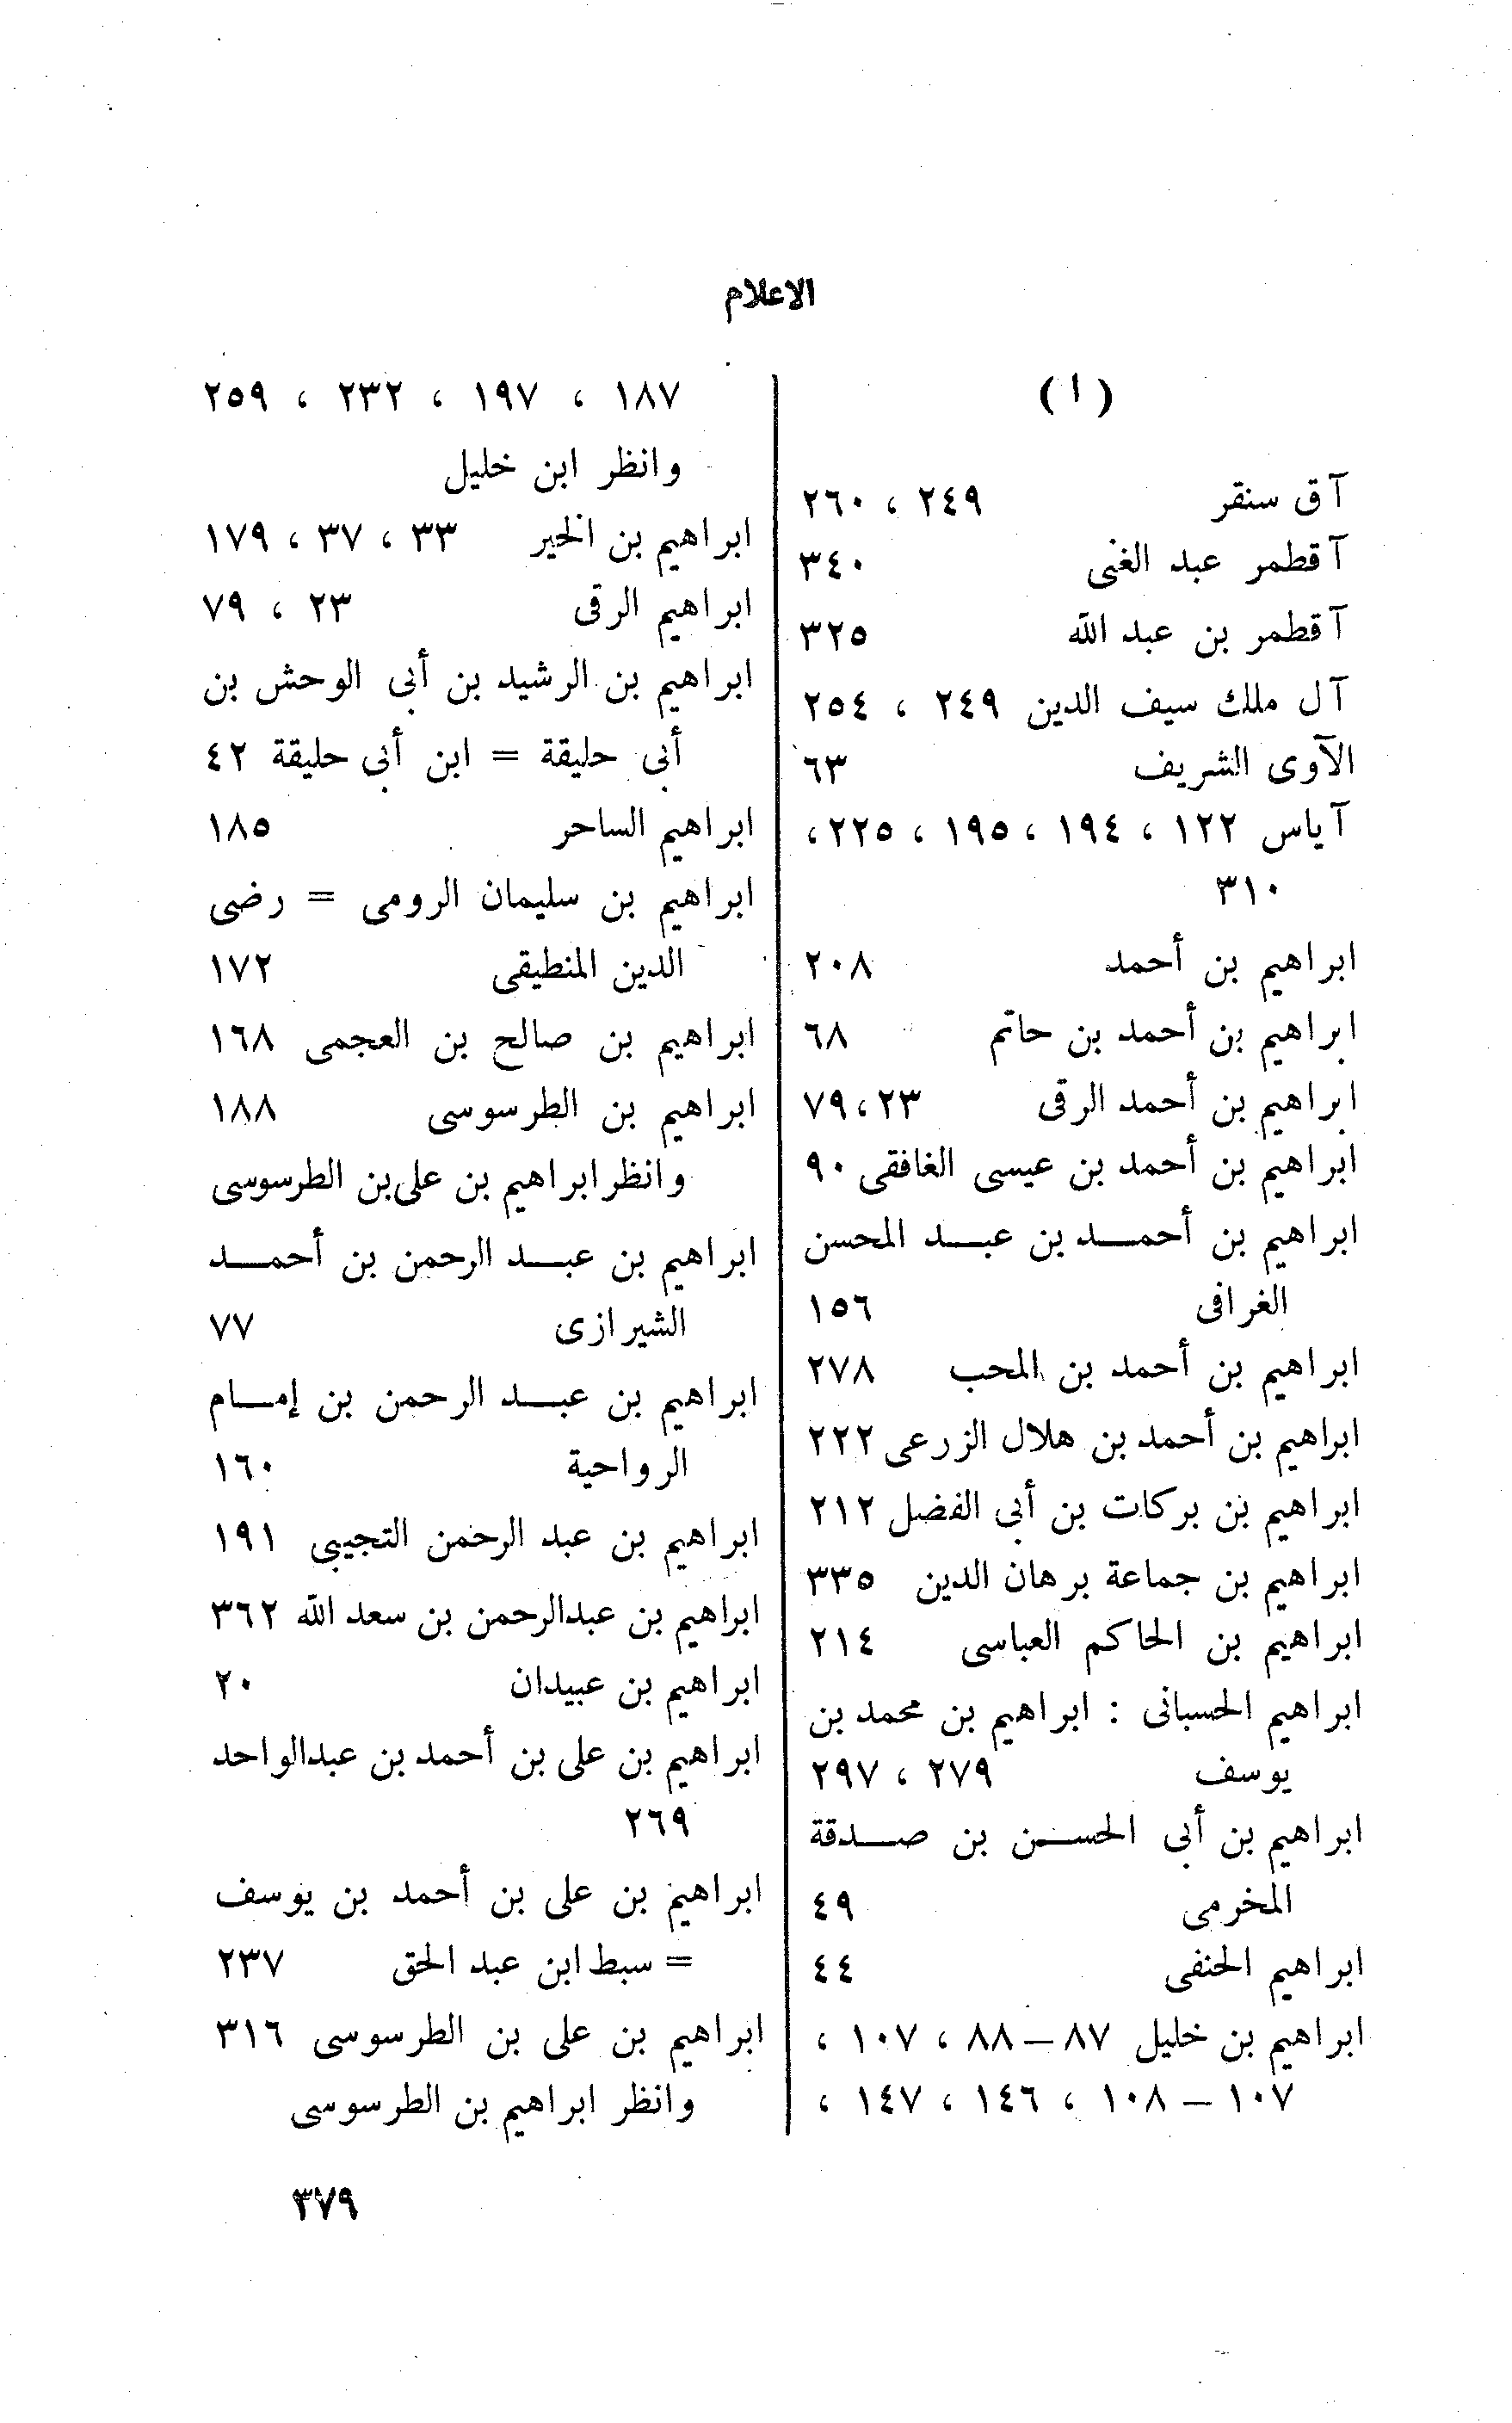 الاعلام
( ا )
آق سنقر ٢٤٩ ، ٢٦٠
آقطمر عبد الغنى ٣٤٠
آقطمر بن عبد الله ٣٢٥
آل ملك سيف الدين ٢٤٩ ، ٢٥٤
الآوى الشريف ٦٣
آياس ١٢٢ ، ١٩٤ ، ١٩٥ ، ٢٢٥ ،
٣١٠
ابراهيم بن أحمد ٢٠٨
ابراهيم بن أحمد بن حاتم ٦٨
ابراهيم بن أحمد الرقى ٢٣ ، ٧٩
ابراهيم بن أحمد بن عيسى الغافقى ٩٠
ابراهيم بن أحمـــد بن عبـــد المحسن
الغرافى ١٥٦
ابراهيم بن أحمد بن المحب ٢٧٨
ابراهيم بن أحمد بن هلال الزرعى ٢٢٢
ابراهيم بن بركات بن أبى الفضل ٢١٢
ابراهيم بن جماعة برهان الدين ٣٣٥
ابراهيم بن الحاكم العباسى ٢١٤
ابراهيم الحسبانى : ابراهيم بن محمد بن
يوسف ٢٧٩ ، ٢٩٧
ابراهيم بن أبى الحســـن بن صـــدقة
المخرمى ٤٩
ابراهيم الحنفى ٤٤
ابراهيم بن خليل ٨٧ – ٨٨ ، ١٠٧ ،
١٠٧ – ١٠٨ ، ١٤٦ ، ١٤٧ ،
١٨٧ ، ١٩٧ ، ٢٣٢ ، ٢٥٩
وانظر ابن خليل
ابراهيم بن الخير ٣٣ ، ٣٧ ، ١٧٩
ابراهيم الرقى ٢٣ ، ٧٩
ابراهيم بن الرشيد بن أبى الوحش بن
أبى حليقة = ابن أبى حليقة ٤٢
ابراهيم الساحر ١٨٥
ابراهيم بن سليمان الرومى = رضى
الدين المنطيقى ١٧٢
ابراهيم بن صالح بن العجمى ١٦٨
ابراهيم بن الطرسوسى ١٨٨
وانظر ابراهيم بن على بن الطرسوسى
ابراهيم بن عبـــد الرحمن بن أحمـــد
الشيرازى ٧٧
ابراهيم بن عبـــد الرحمن بن إمـــام
الرواحية ١٦٠
ابراهيم بن عبد الرحمن التجيبى ١٩١
ابراهيم بن عبدالرحمن بن سعد الله ٣٦٢
ابراهيم بن عبيدان ٢٠
ابراهيم بن على بن أحمد بن عبدالواحد
٢٦٩
ابراهيم بن على بن أحمد بن يوسف
= سبط ابن عبد الحق ٢٣٧
ابراهيم بن على بن الطرسوسى ٣١٦
وانظر ابراهيم بن الطرسوسى
٣٧٩